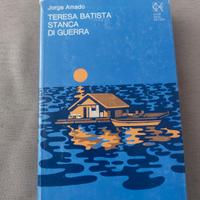 Jorge Amado
TERESA BATISTA
STANCA
DI GUERRA